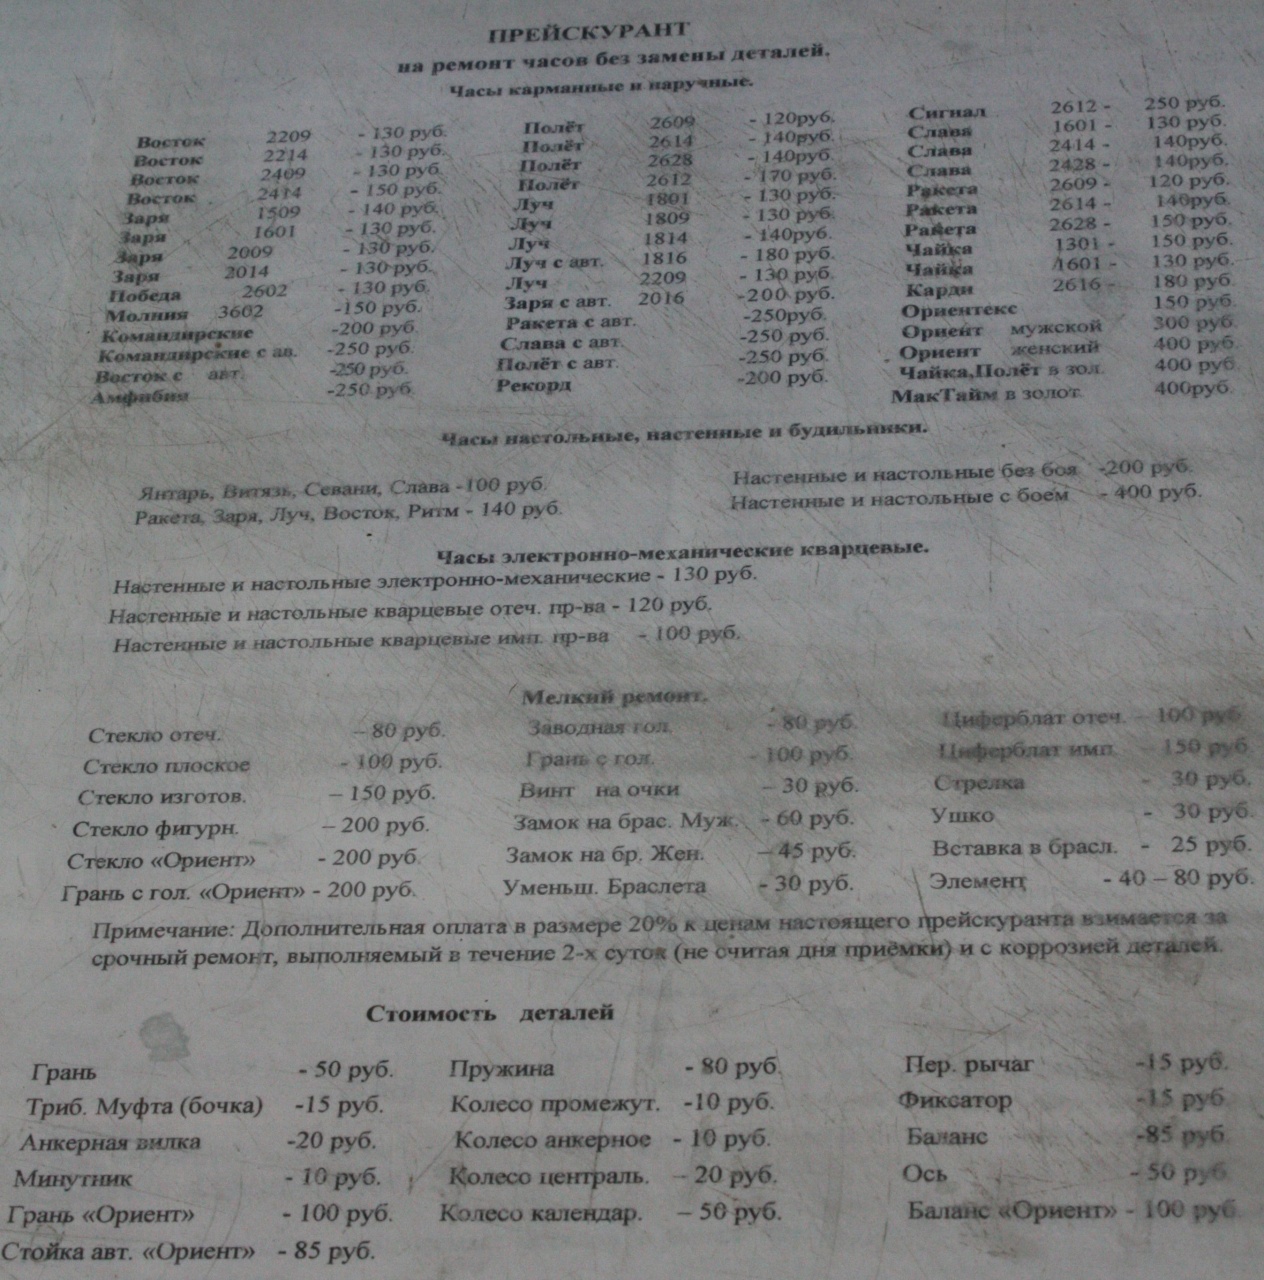 ПРЕЙСКУРАНТ
на ремонт часов без замены деталей.
Часы карманные и наручные.
Восток 2209 - 130 руб.
Восток 2214 - 130 руб.
Восток 2409 - 130 руб.
Восток 2414 - 150 руб.
Заря 1509 - 140 руб.
Заря 1601 - 130 руб.
Заря 2009 - 130 руб.
Заря 2014 - 130 руб.
Победа 2602 - 130 руб.
Молния 3602 -150 руб.
Командирские -200 руб.
Командирские с ав. -250 руб.
Восток с авт. -250 руб.
Амфибия -250 руб.
Полёт 2609 - 120руб.
Полёт 2614 - 140руб.
Полёт 2628 - 140руб.
Полёт 2612 - 170 руб.
Луч 1801 - 130 руб.
Луч 1809 - 130 руб.
Луч 1814 - 140руб.
Луч с авт. 1816 - 180 руб.
Луч 2209 - 130 руб.
Заря с авт. 2016 -200 руб.
Ракета с авт. -250руб.
Слава с авт. -250 руб.
Полёт с авт. -250 руб.
Рекорд -200 руб.
Сигнал 2612 - 250 руб.
Слава 1601 - 130 руб.
Слава 2414 - 140руб.
Слава 2428 - 140руб.
Ракета 2609 - 120 руб.
Ракета 2614 - 140руб.
Ракета 2628 - 150 руб.
Чайка 1301 - 150 руб.
Чайка 1601 - 130 руб.
Карди 2616 - 180 руб.
Ориентекс 150 руб.
Ориент мужской 300 руб.
Ориент женский 400 руб.
Чайка,Полёт в зол. 400 руб.
МакТайм в золот. 400руб.
Часы настольные, настенные и будильники.
Янтарь, Витязь, Севани, Слава -100 руб.
Ракета, Заря, Луч, Восток, Ритм - 140 руб.
Настенные и настольные без боя -200 руб.
Настенные и настольные с боем - 400 руб.
Часы электронно-механические кварцевые.
Настенные и настольные электронно-механические - 130 руб.
Настенные и настольные кварцевые отеч. пр-ва - 120 руб.
Настенные и настольные кварцевые имп. пр-ва - 100 руб.
Мелкий ремонт.
Стекло отеч. – 80 руб.
Стекло плоское - 100 руб.
Стекло изготов. – 150 руб.
Стекло фигурн. – 200 руб.
Стекло «Ориент» - 200 руб.
Грань с гол. «Ориент» - 200 руб.
Заводная гол. - 80 руб.
Грань с гол. - 100 руб.
Винт на очки – 30 руб.
Замок на брас. Муж. - 60 руб.
Замок на бр. Жен. – 45 руб.
Уменьш. Браслета - 30 руб.
Циферблат отеч. – 100 руб
Циферблат имп. – 150 руб
Стрелка - 30 руб.
Ушко - 30 руб.
Вставка в брасл. - 25 руб.
Элемент - 40 – 80 руб.
Примечание: Дополнительная оплата в размере 20% к ценам настоящего прейскуранта взимается за
срочный ремонт, выполняемый в течение 2-х суток (не считая дня приёмки) и с коррозией деталей.
Стоимость деталей
Грань - 50 руб.
Триб. Муфта (бочка) -15 руб.
Анкерная вилка -20 руб.
Минутник - 10 руб.
Грань «Ориент» - 100 руб.
Стойка авт. «Ориент» - 85 руб.
Пружина - 80 руб.
Колесо промежут. -10 руб.
Колесо анкерное - 10 руб.
Колесо централь. – 20 руб.
Колесо календар. – 50 руб.
Пер. рычаг -15 руб.
Фиксатор -15 руб.
Баланс -85 руб.
Ось - 50 руб
Баланс «Ориент» - 100 руб.